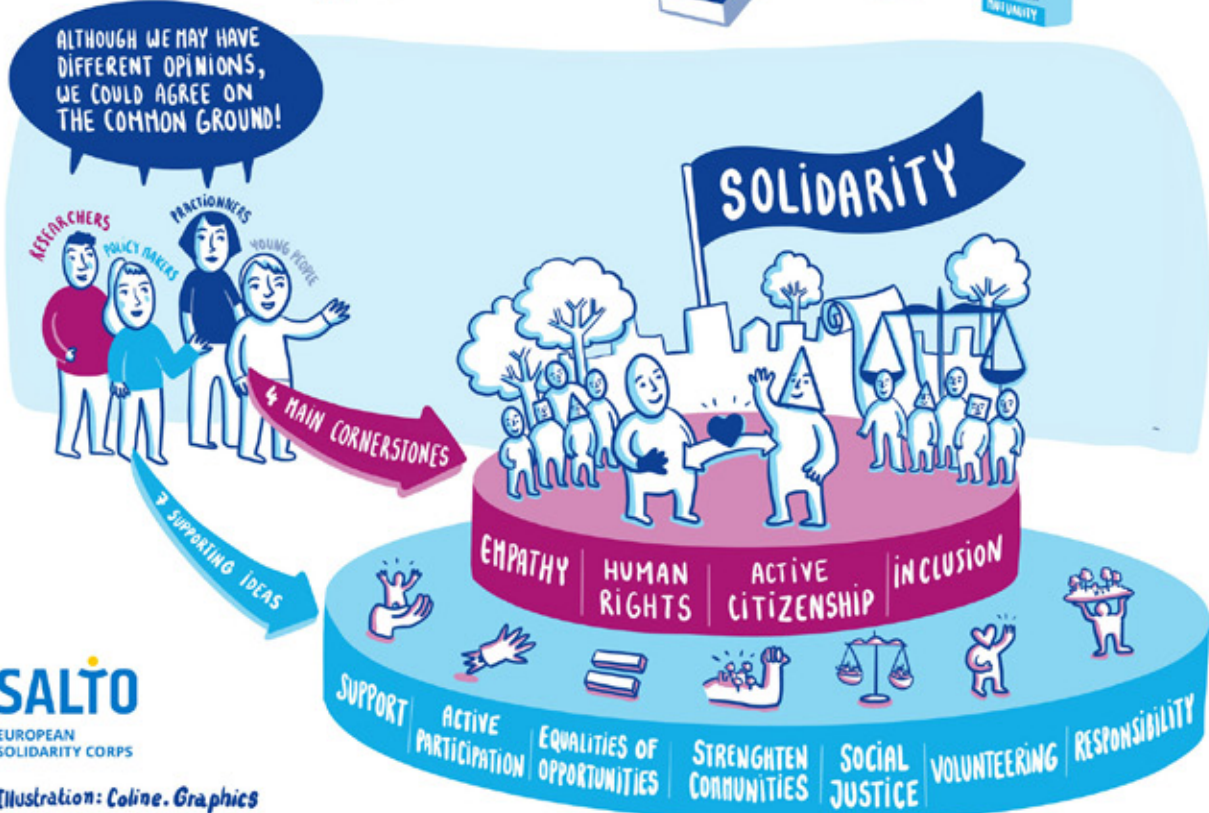 MUTUALITY
ALTHOUGH WE MAY HAVE
DIFFERENT OPINIONS,
WE COULD AGREE ON
THE COMMON GROUND!
RESEARCHERS
POLICY MAKERS
PRACTIONNERS
YOUNG PEOPLE
SOLIDARITY
4 MAIN CORNERSTONES
7 SUPPORTING IDEAS
EMPATHY
HUMAN
RIGHTS
ACTIVE
CITIZENSHIP
INCLUSION
SUPPORT
ACTIVE
PARTICIPATION
EQUALITIES OF
OPPORTUNITIES
STRENGHTEN
COMMUNITIES
SOCIAL
JUSTICE
VOLUNTEERING
RESPONSIBILITY
SALTO
EUROPEAN
SOLIDARITY CORPS
Illustration: Coline.Graphics